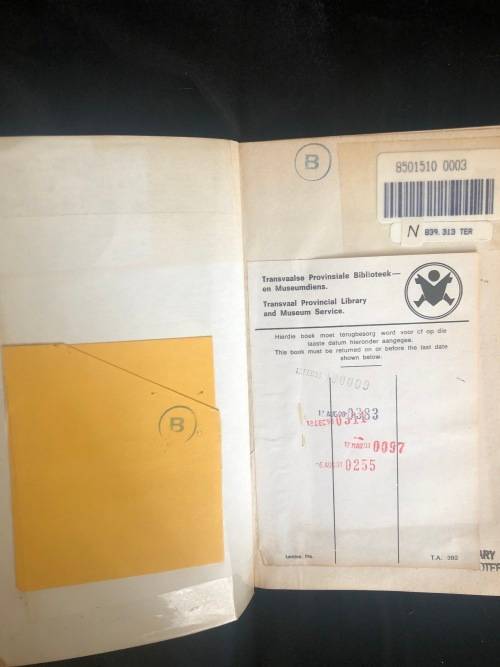 B
8501510 0003
N 839.313 TER
Transvaalse Provinsiale Biblioteek—
en Museumdiens.
Transvaal Provincial Library
and Museum Service.
Hierdie boek moet terugbesorg word voor of op die
laaste datum hieronder aangegee.
This book must be returned on or before the last date
shown below.
0383
0097
0255
B
T.A. 292